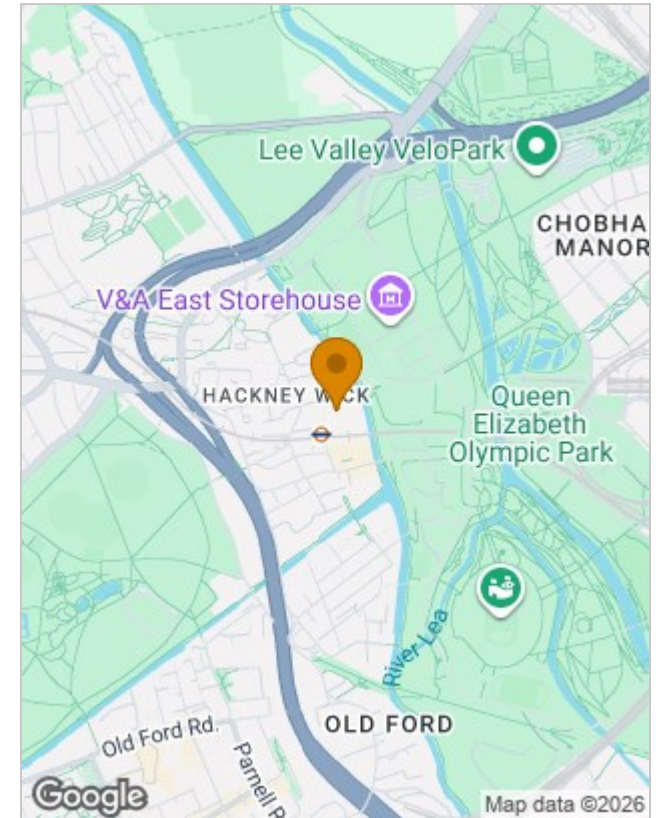 Lee Valley VeloPark
CHOBHA
MANOR
V&A East Storehouse
HACKNEY W CK
Queen
Elizabeth
Olympic Park
River Lea
OLD FORD
Old Ford Rd.
Parnell R
Google
Map data ©2026